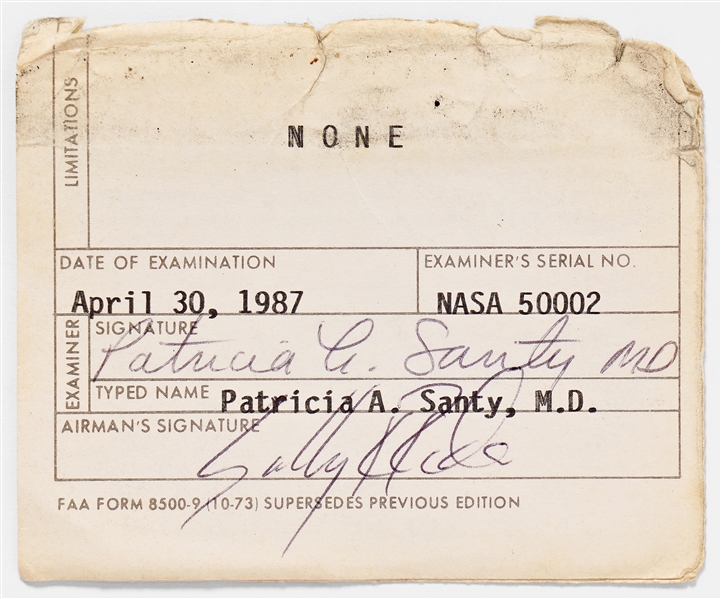 LIMITATIONS
NONE
DATE OF EXAMINATION
EXAMINER'S SERIAL NO.
April 30, 1987
NASA 50002
EXAMINER
SIGNATURE
Patricia A. Santy MD
TYPED NAME
Patricia A. Santy, M.D.
AIRMAN'S SIGNATURE
Sally K Ride
FAA FORM 8500-9 (10-73) SUPERSEDES PREVIOUS EDITION